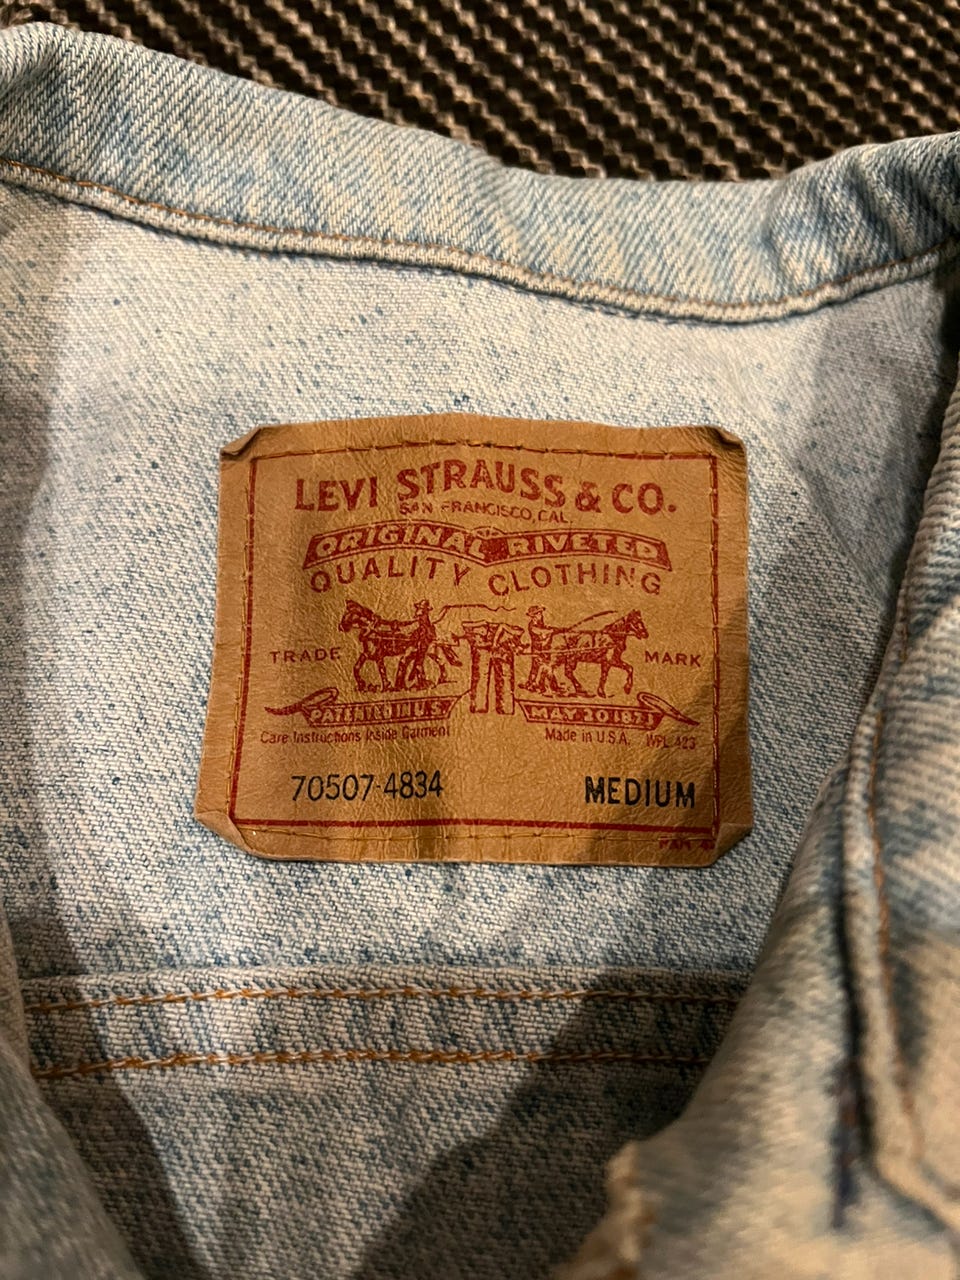 LEVI STRAUSS & CO.
SAN FRANCISCO, CAL.
ORIGINAL RIVETED
QUALITY CLOTHING
TRADE MARK
PATENTED IN U.S. MAY 20 1873
Care Instructions Inside Garment Made in U.S.A. WPL 423
70507-4834 MEDIUM